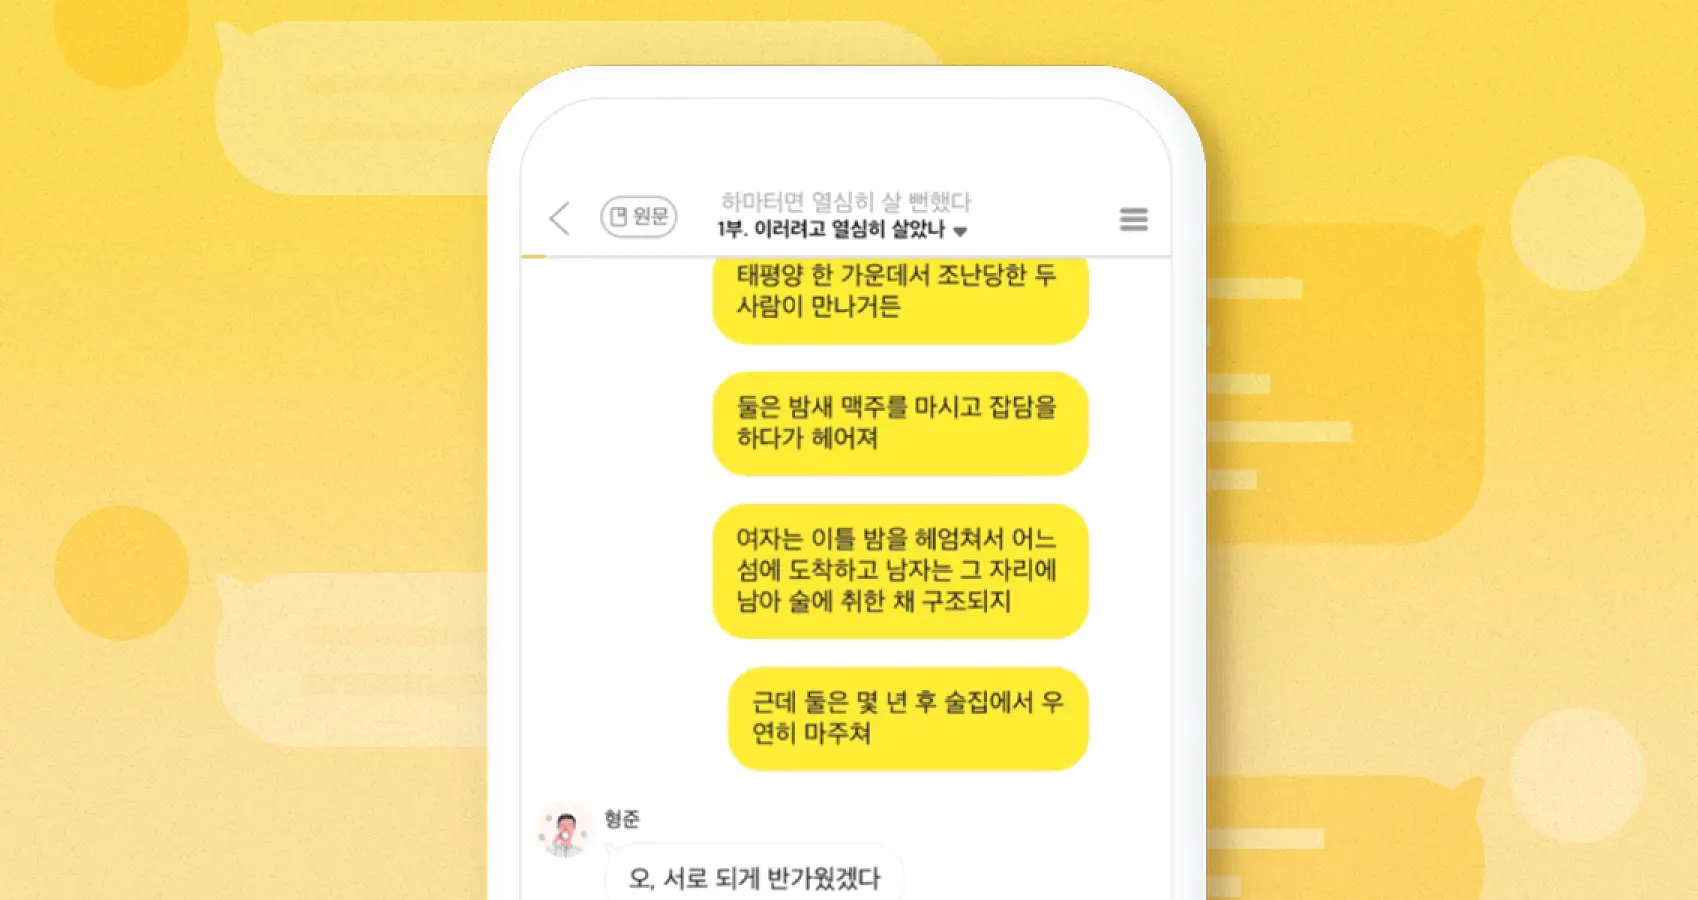 원문
하마터면 열심히 살 뻔했다
1부. 이러려고 열심히 살았나
태평양 한 가운데서 조난당한 두
사람이 만나거든
둘은 밤새 맥주를 마시고 잡담을
하다가 헤어져
여자는 이틀 밤을 헤엄쳐서 어느
섬에 도착하고 남자는 그 자리에
남아 술에 취한 채 구조되지
근데 둘은 몇 년 후 술집에서 우
연히 마주쳐
형준
오, 서로 되게 반가웠겠다